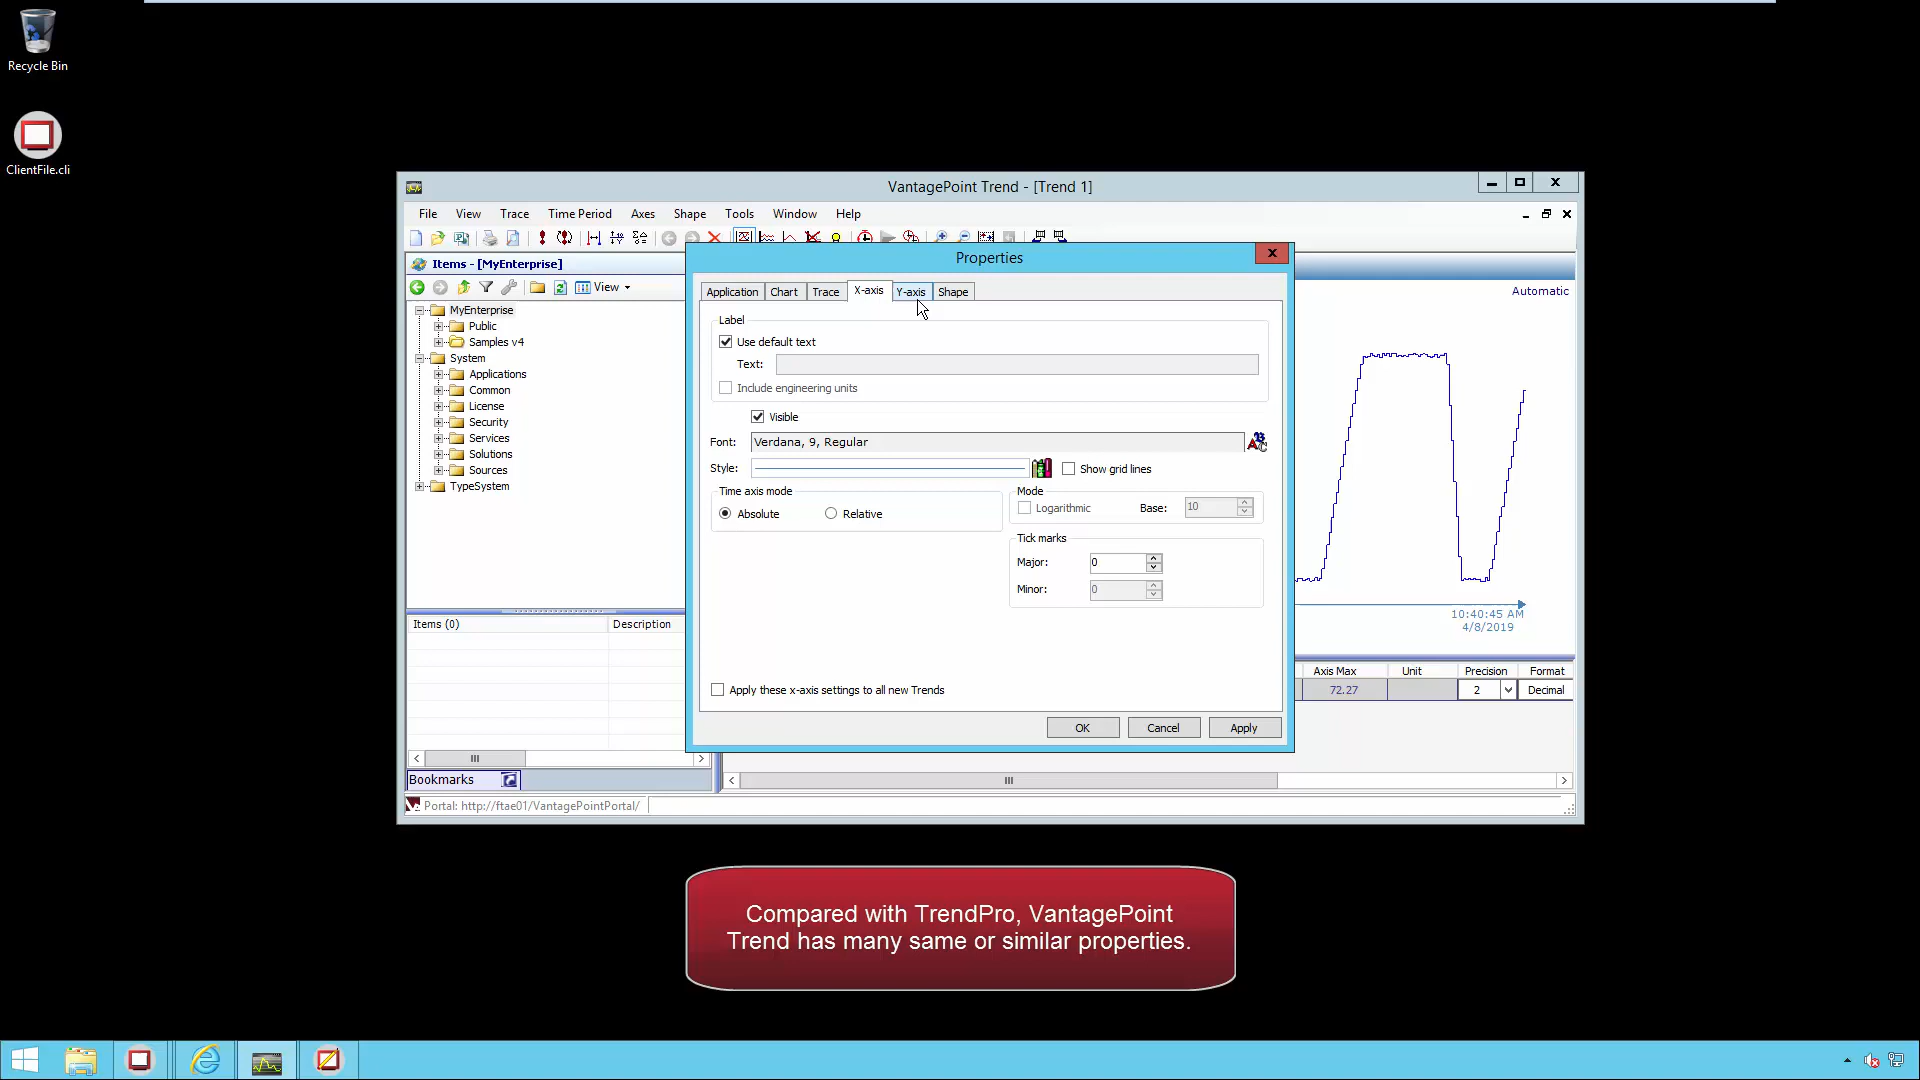 Recycle Bin
ClientFile.cli
VantagePoint Trend - [Trend 1]
File View Trace Time Period Axes Shape Tools Window Help
Items - [MyEnterprise]
View
MyEnterprise
Public
Samples v4
System
Applications
Common
License
Security
Services
Solutions
Sources
TypeSystem
Items (0) Description
Bookmarks
Portal: http://ftae01/VantagePointPortal/
Properties
Application Chart Trace X-axis Y-axis Shape
Label
Use default text
Text:
Include engineering units
Visible
Font: Verdana, 9, Regular
Style: Show grid lines
Time axis mode
Absolute Relative
Mode
Logarithmic Base: 10
Tick marks
Major: 0
Minor: 0
Apply these x-axis settings to all new Trends
OK Cancel Apply
Automatic
10:40:45 AM
4/8/2019
Axis Max Unit Precision Format
72.27 2 Decimal
Compared with TrendPro, VantagePoint
Trend has many same or similar properties.